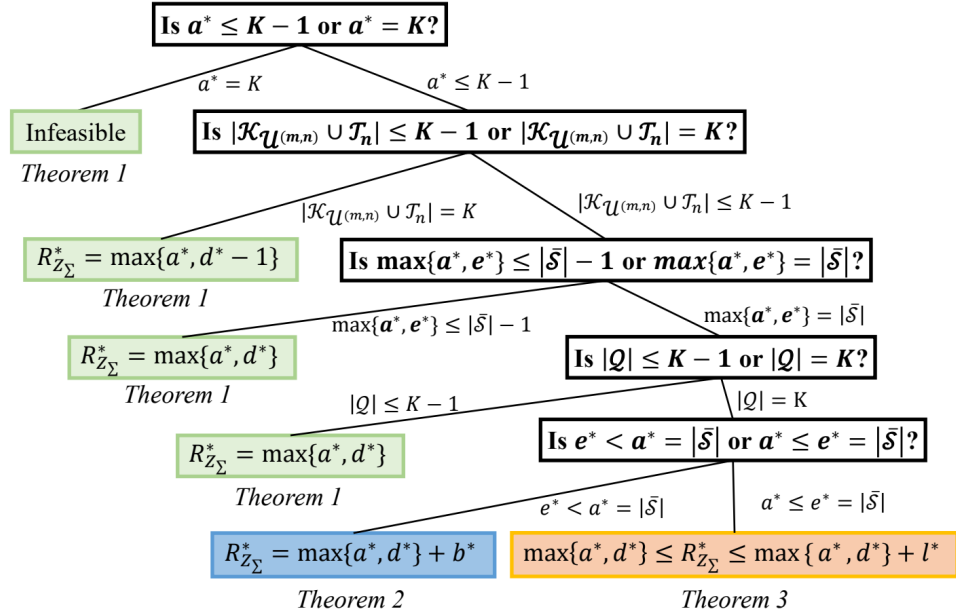 Is a* ≤ K − 1 or a* = K?
a* = K
a* ≤ K − 1
Infeasible
Theorem 1
Is |𝒦_{𝒰^{(m,n)}} ∪ 𝒯_n| ≤ K − 1 or |𝒦_{𝒰^{(m,n)}} ∪ 𝒯_n| = K?
|𝒦_{𝒰^{(m,n)}} ∪ 𝒯_n| = K
|𝒦_{𝒰^{(m,n)}} ∪ 𝒯_n| ≤ K − 1
R*_{Z_Σ} = max{a*, d* − 1}
Theorem 1
Is max{a*, e*} ≤ |𝒮̄| − 1 or max{a*, e*} = |𝒮̄|?
max{a*, e*} ≤ |𝒮̄| − 1
max{a*, e*} = |𝒮̄|
R*_{Z_Σ} = max{a*, d*}
Theorem 1
Is |𝒬| ≤ K − 1 or |𝒬| = K?
|𝒬| ≤ K − 1
|𝒬| = K
R*_{Z_Σ} = max{a*, d*}
Theorem 1
Is e* < a* = |𝒮̄| or a* ≤ e* = |𝒮̄|?
e* < a* = |𝒮̄|
a* ≤ e* = |𝒮̄|
R*_{Z_Σ} = max{a*, d*} + b*
Theorem 2
max{a*, d*} ≤ R*_{Z_Σ} ≤ max { a*, d*} + l*
Theorem 3